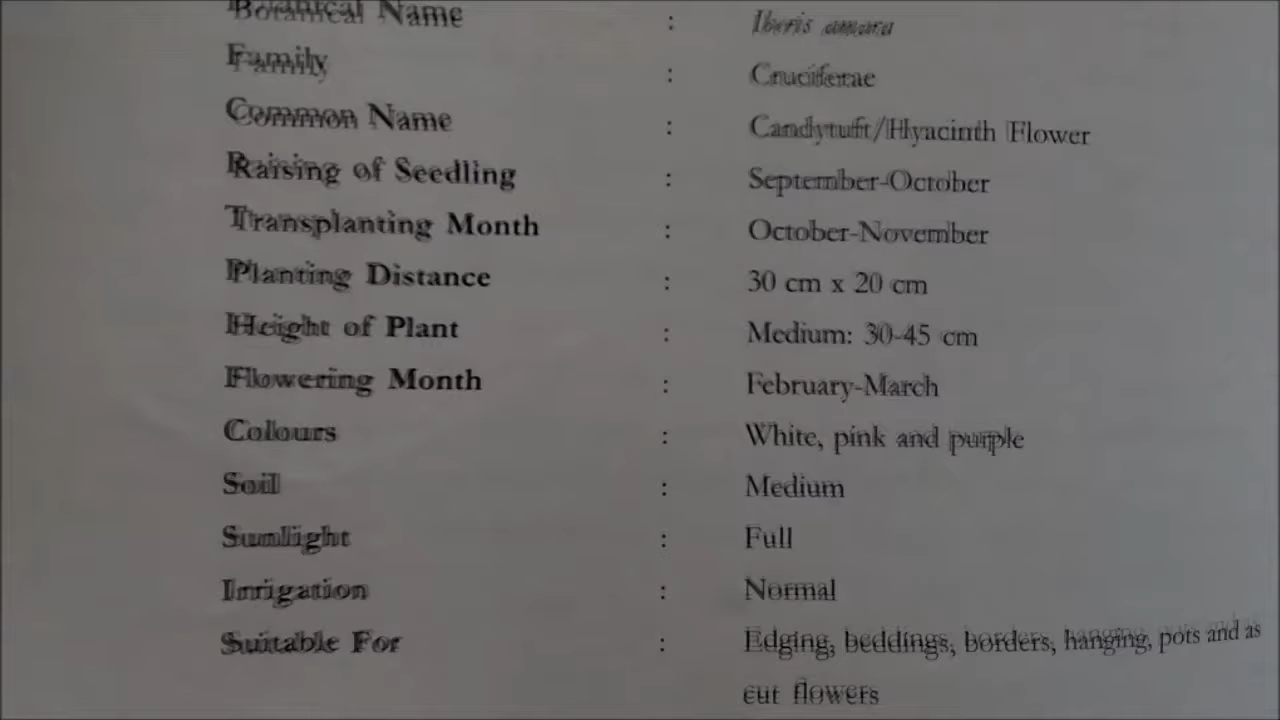 Botanical Name : Iberis amara
Family : Cruciferae
Common Name : Candytuft/Hyacinth Flower
Raising of Seedling : September-October
Transplanting Month : October-November
Planting Distance : 30 cm x 20 cm
Height of Plant : Medium: 30-45 cm
Flowering Month : February-March
Colours : White, pink and purple
Soil : Medium
Sunlight : Full
Irrigation : Normal
Suitable For : Edging, beddings, borders, hanging, pots and as
cut flowers